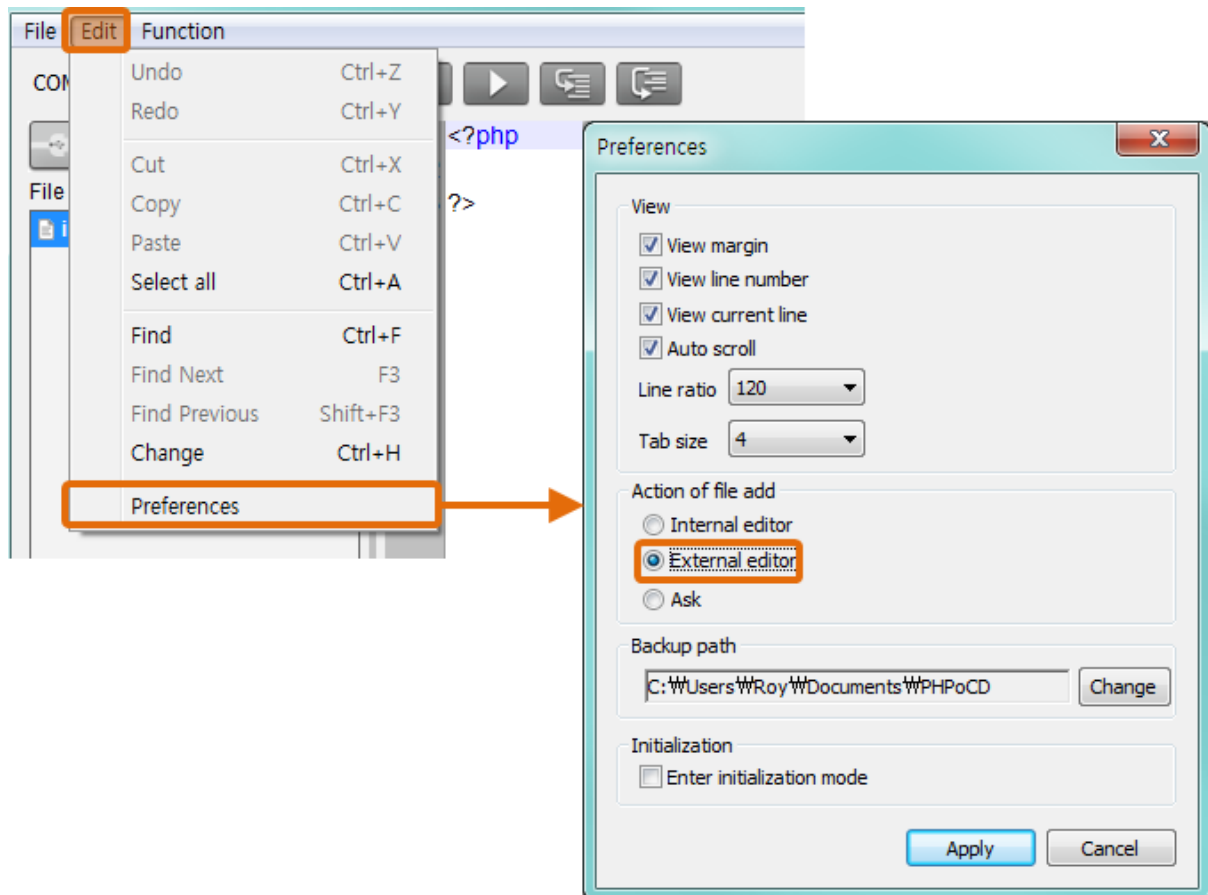 File Edit Function
COM
Undo Ctrl+Z
Redo Ctrl+Y
Cut Ctrl+X
Copy Ctrl+C
Paste Ctrl+V
Select all Ctrl+A
Find Ctrl+F
Find Next F3
Find Previous Shift+F3
Change Ctrl+H
Preferences
File
i
<?php
?>
Preferences
View
View margin
View line number
View current line
Auto scroll
Line ratio 120
Tab size 4
Action of file add
Internal editor
External editor
Ask
Backup path
C:₩Users₩Roy₩Documents₩PHPoCD Change
Initialization
Enter initialization mode
Apply Cancel